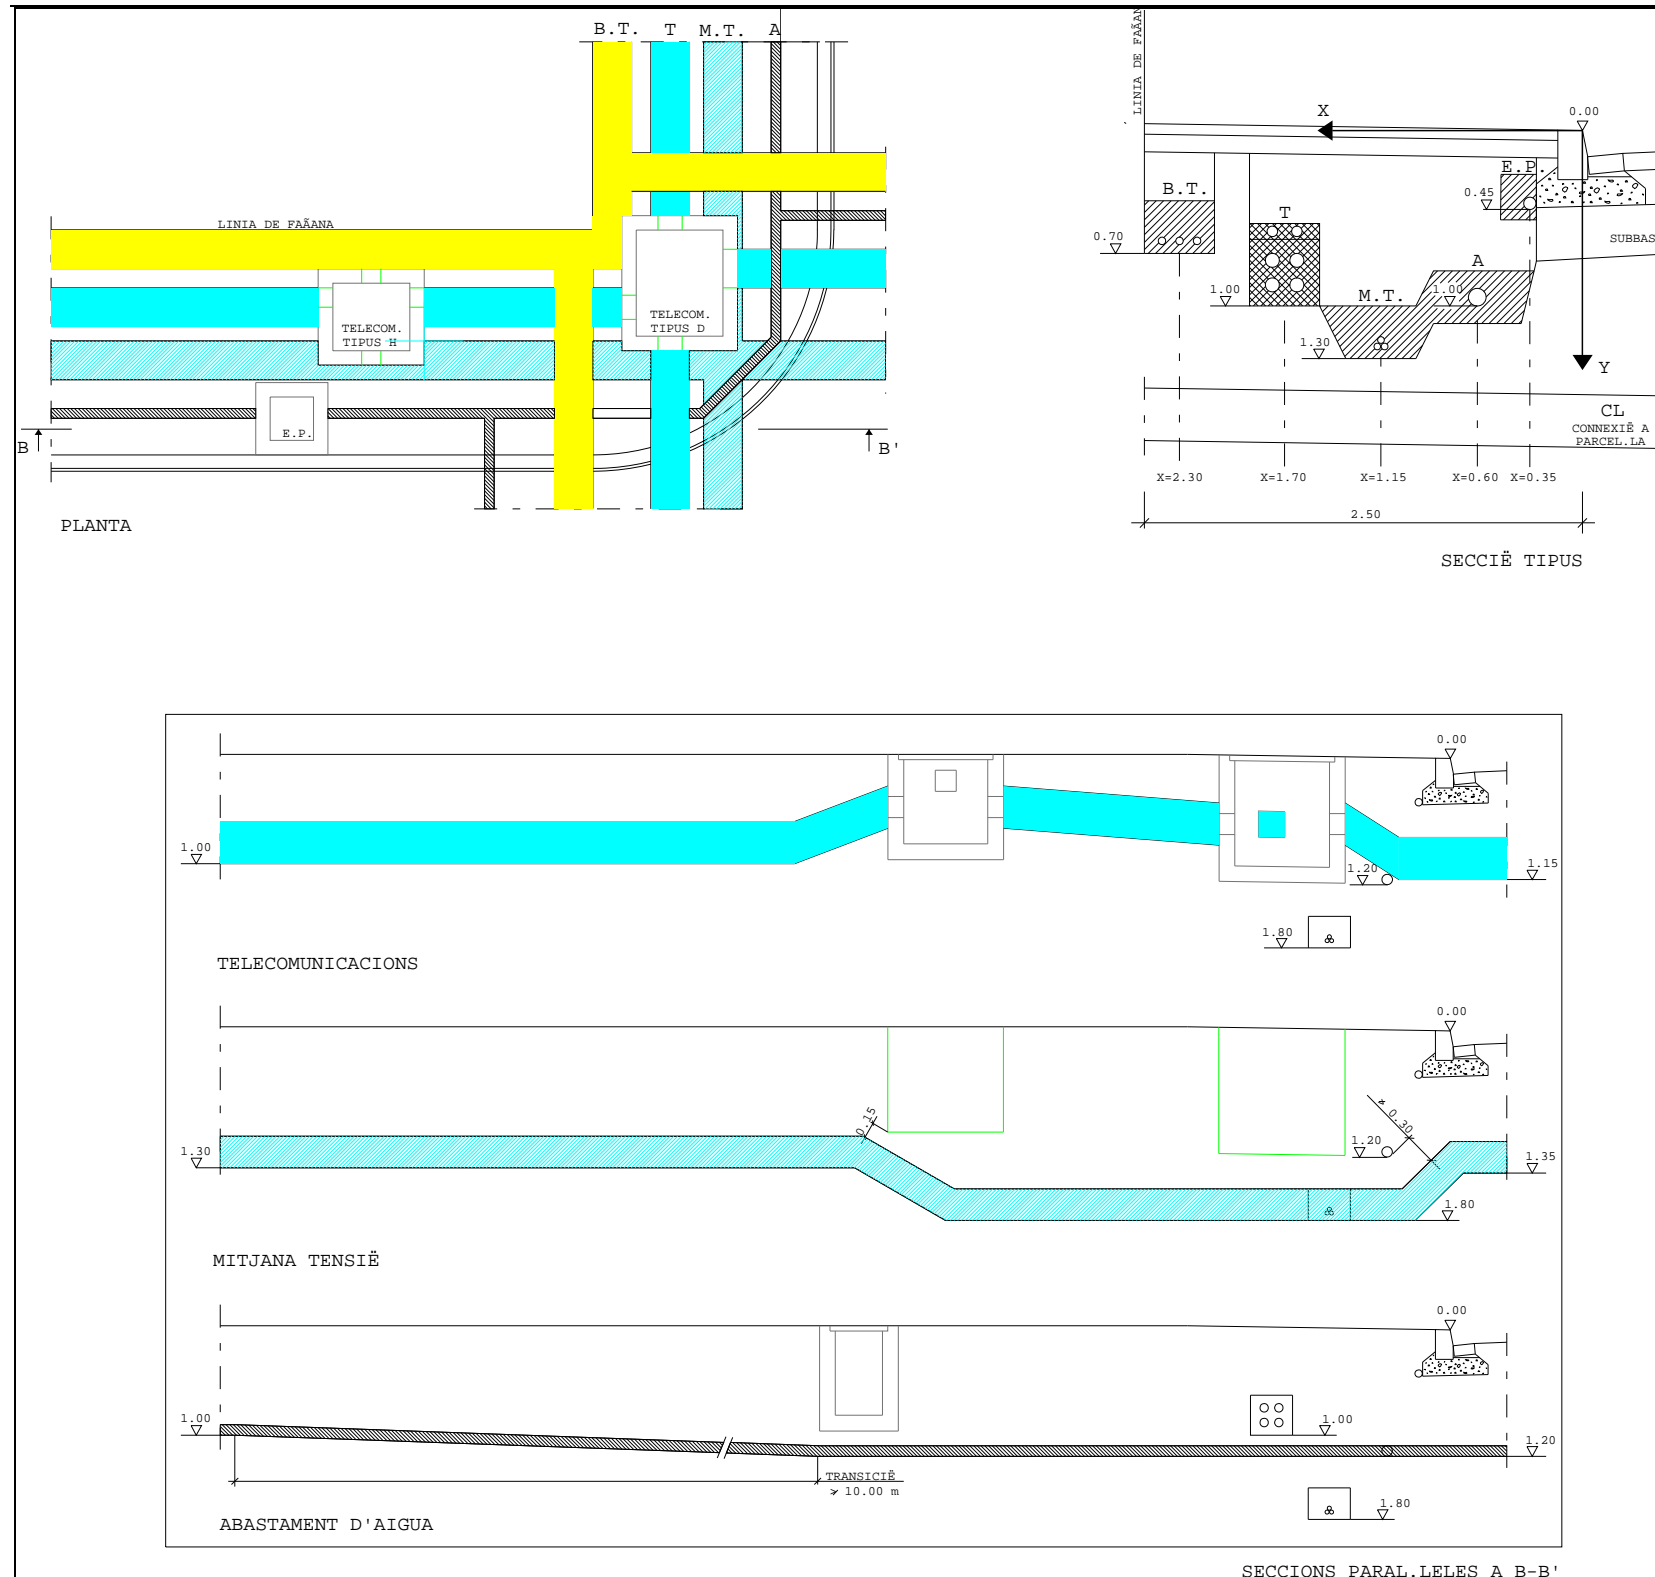 B.T. T M.T. A
LINIA DE FAÃANA
TELECOM.
TIPUS H
TELECOM.
TIPUS D
E.P.
B
B'
PLANTA
LINIA DE FAÃAN
X
0.00
E.P
B.T.
0.45
T
0.70
SUBBAS
A
1.00
M.T.
1.00
1.30
Y
CL
CONNEXIË A
PARCEL.LA
X=2.30
X=1.70
X=1.15
X=0.60
X=0.35
2.50
SECCIË TIPUS
0.00
1.00
1.20
1.15
1.80
TELECOMUNICACIONS
0.00
0.15
0.30
1.20
1.30
1.35
1.80
MITJANA TENSIË
0.00
1.00
1.00
1.20
TRANSICIË
≯ 10.00 m
1.80
ABASTAMENT D'AIGUA
SECCIONS PARAL.LELES A B-B'